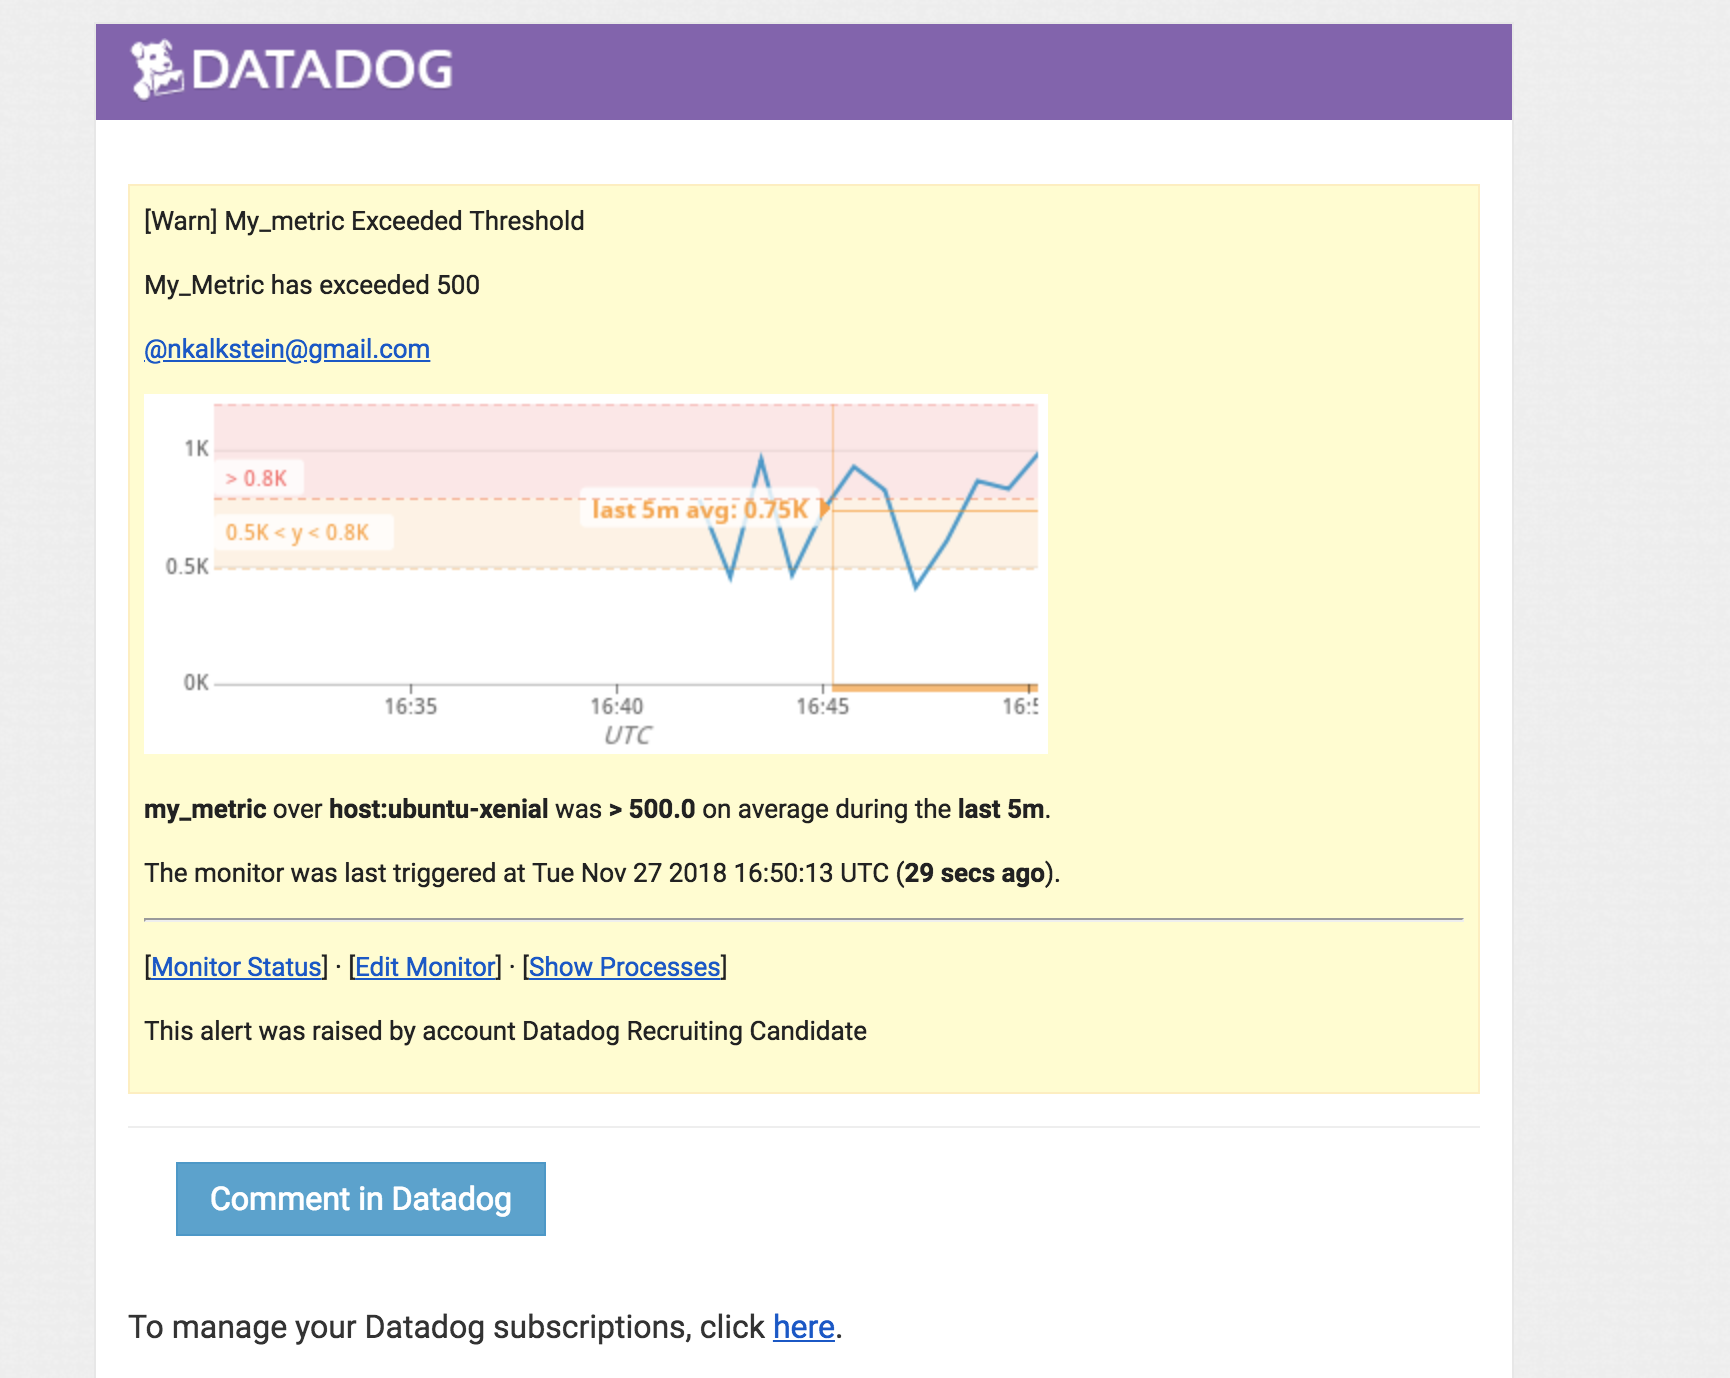 DATADOG
[Warn] My_metric Exceeded Threshold
My_Metric has exceeded 500
@nkalkstein@gmail.com
1K
> 0.8K
last 5m avg: 0.75K
0.5K < y < 0.8K
0.5K
0K
16:35 16:40 16:45 16:5
UTC
my_metric over host:ubuntu-xenial was > 500.0 on average during the last 5m.
The monitor was last triggered at Tue Nov 27 2018 16:50:13 UTC (29 secs ago).
[Monitor Status] · [Edit Monitor] · [Show Processes]
This alert was raised by account Datadog Recruiting Candidate
Comment in Datadog
To manage your Datadog subscriptions, click here.